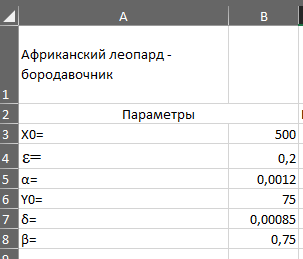 A B
1 Африканский леопард -
бородавочник
2 Параметры
3 X0= 500
4 ε= 0,2
5 α= 0,0012
6 Y0= 75
7 δ= 0,00085
8 β= 0,75